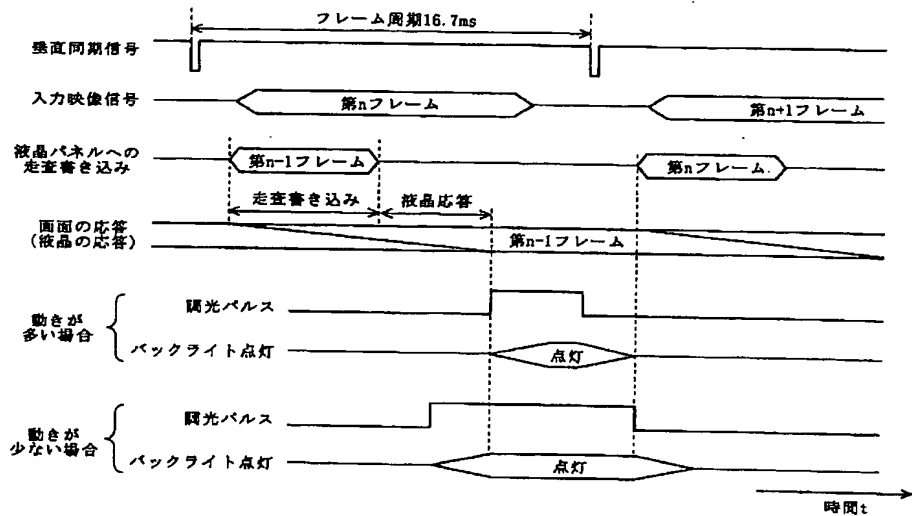 フレーム周期16.7ms
垂直同期信号
入力映像信号
第nフレーム
第n+1フレーム
液晶パネルへの
走査書き込み
第n-1フレーム
第nフレーム
走査書き込み
液晶応答
画面の応答
(液晶の応答)
第n-1フレーム
動きが
多い場合
調光パルス
バックライト点灯
点灯
動きが
少ない場合
調光パルス
バックライト点灯
点灯
時間t